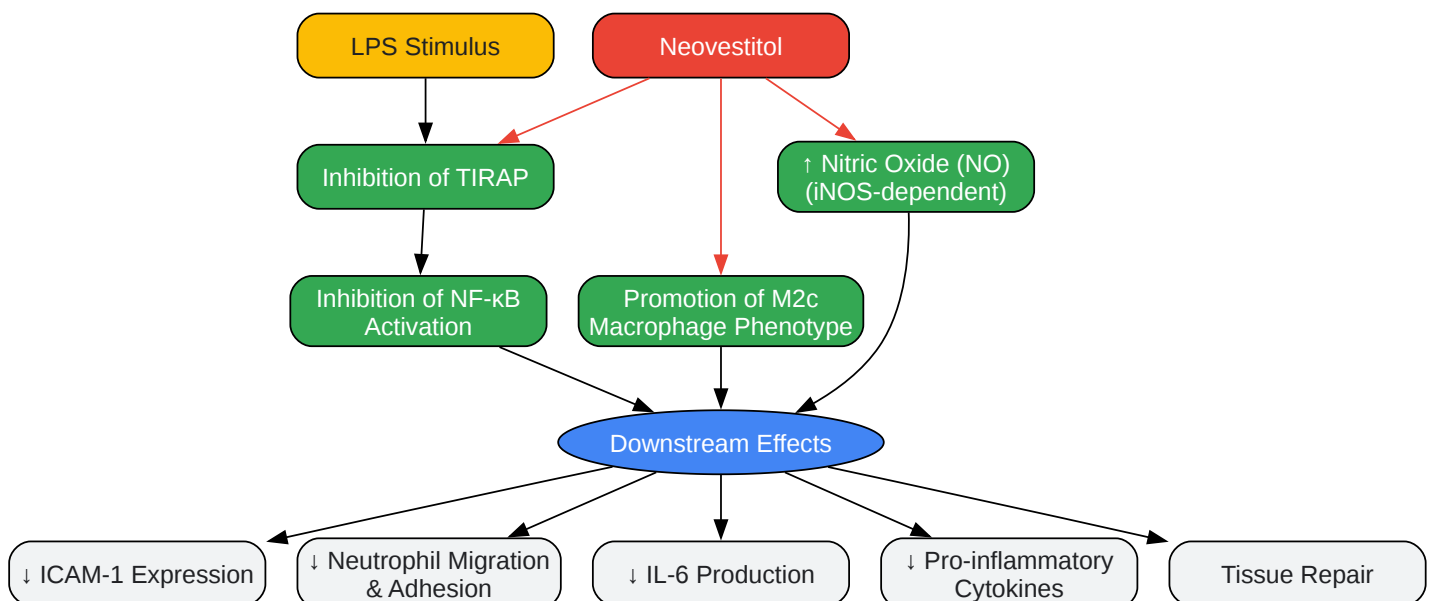 LPS Stimulus
Neovestitol
Inhibition of TIRAP
↑ Nitric Oxide (NO)
(iNOS-dependent)
Inhibition of NF-κB
Activation
Promotion of M2c
Macrophage Phenotype
Downstream Effects
↓ ICAM-1 Expression
↓ Neutrophil Migration
& Adhesion
↓ IL-6 Production
↓ Pro-inflammatory
Cytokines
Tissue Repair